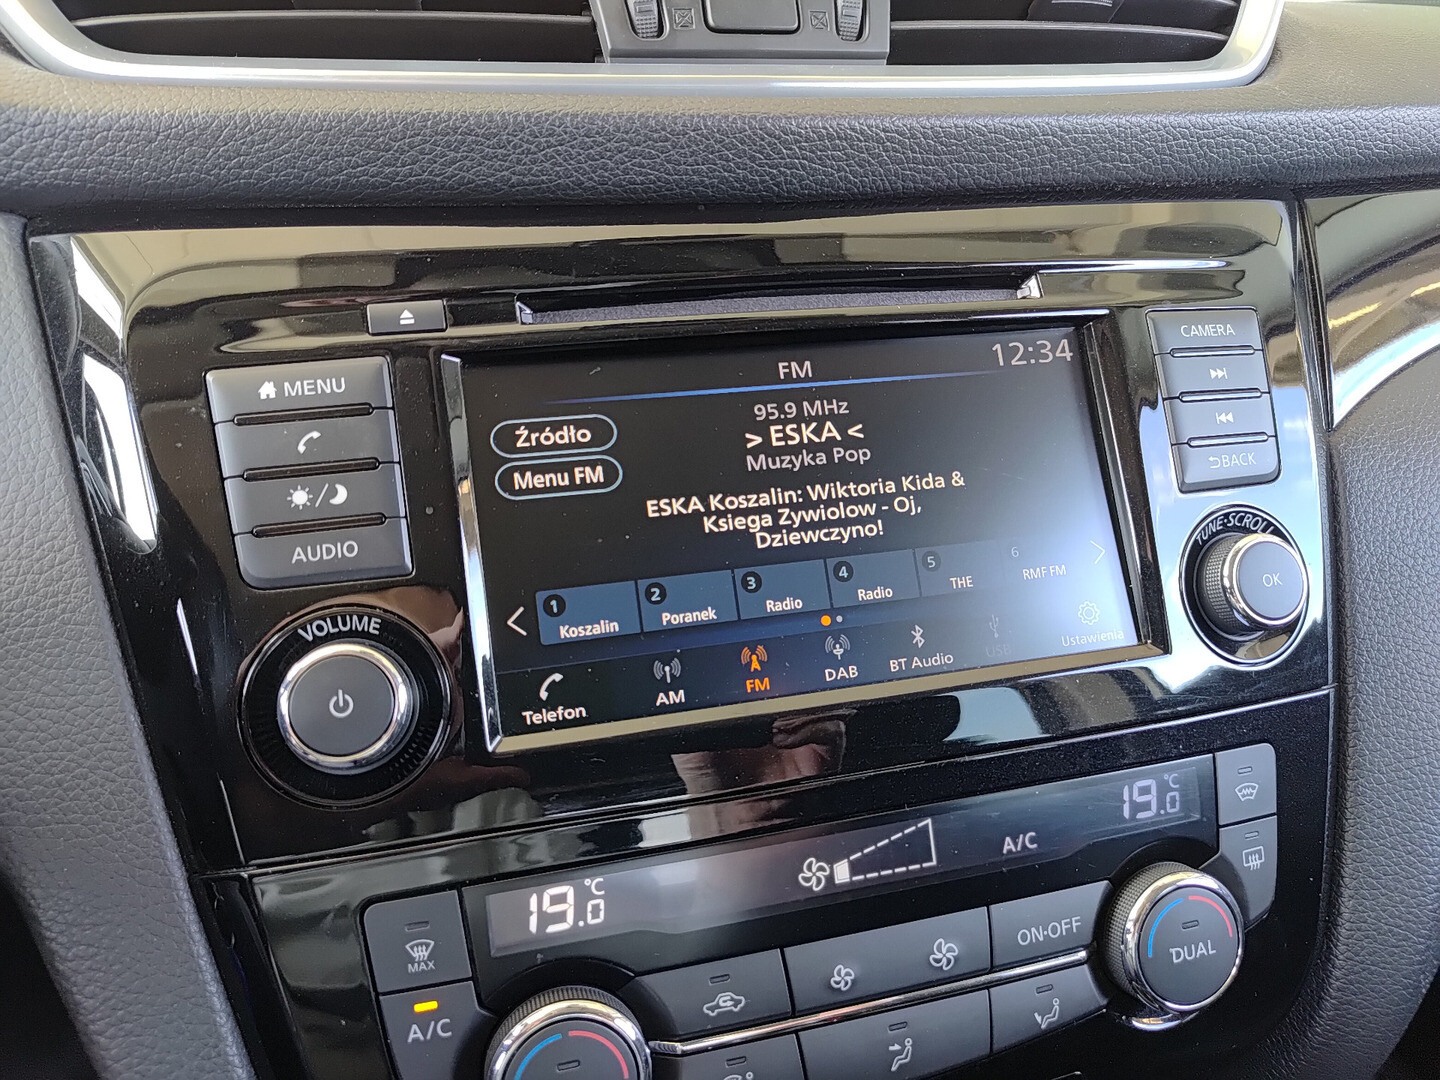 MENU
AUDIO
VOLUME
FM
12:34
Źródło
Menu FM
95.9 MHz
> ESKA <
Muzyka Pop
ESKA Koszalin: Wiktoria Kida &
Ksiega Zywiolow - Oj,
Dziewczyno!
1
Koszalin
2
Poranek
3
Radio
4
Radio
5
THE
6
RMF FM
Telefon
AM
FM
DAB
BT Audio
USB
Ustawienia
CAMERA
BACK
TUNE·SCROLL
OK
19.0 °C
A/C
19.0 °C
MAX
A/C
ON·OFF
DUAL